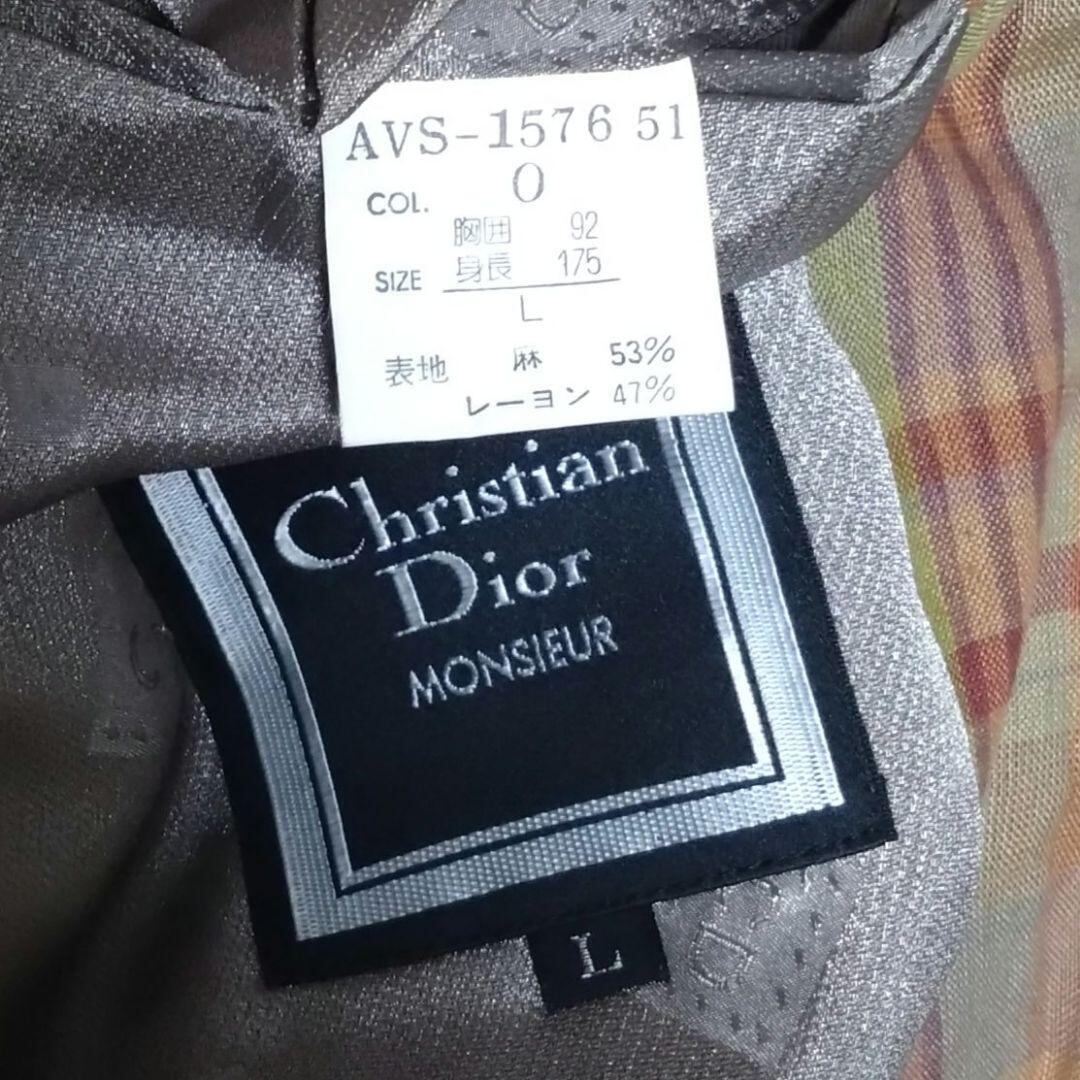 AVS-1576 51
COL. O
胸囲 92
SIZE 身長 175
L
表地 麻 53%
レーヨン 47%
Christian
Dior
MONSIEUR
L